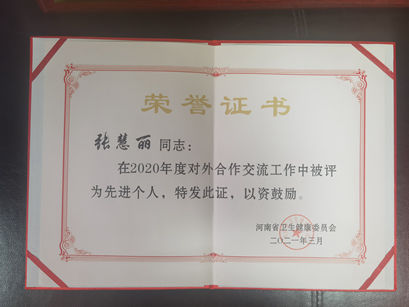 荣誉证书
张慧丽 同志：
在2020年度对外合作交流工作中被评
为先进个人，特发此证，以资鼓励。
河南省卫生健康委员会
二〇二一年三月